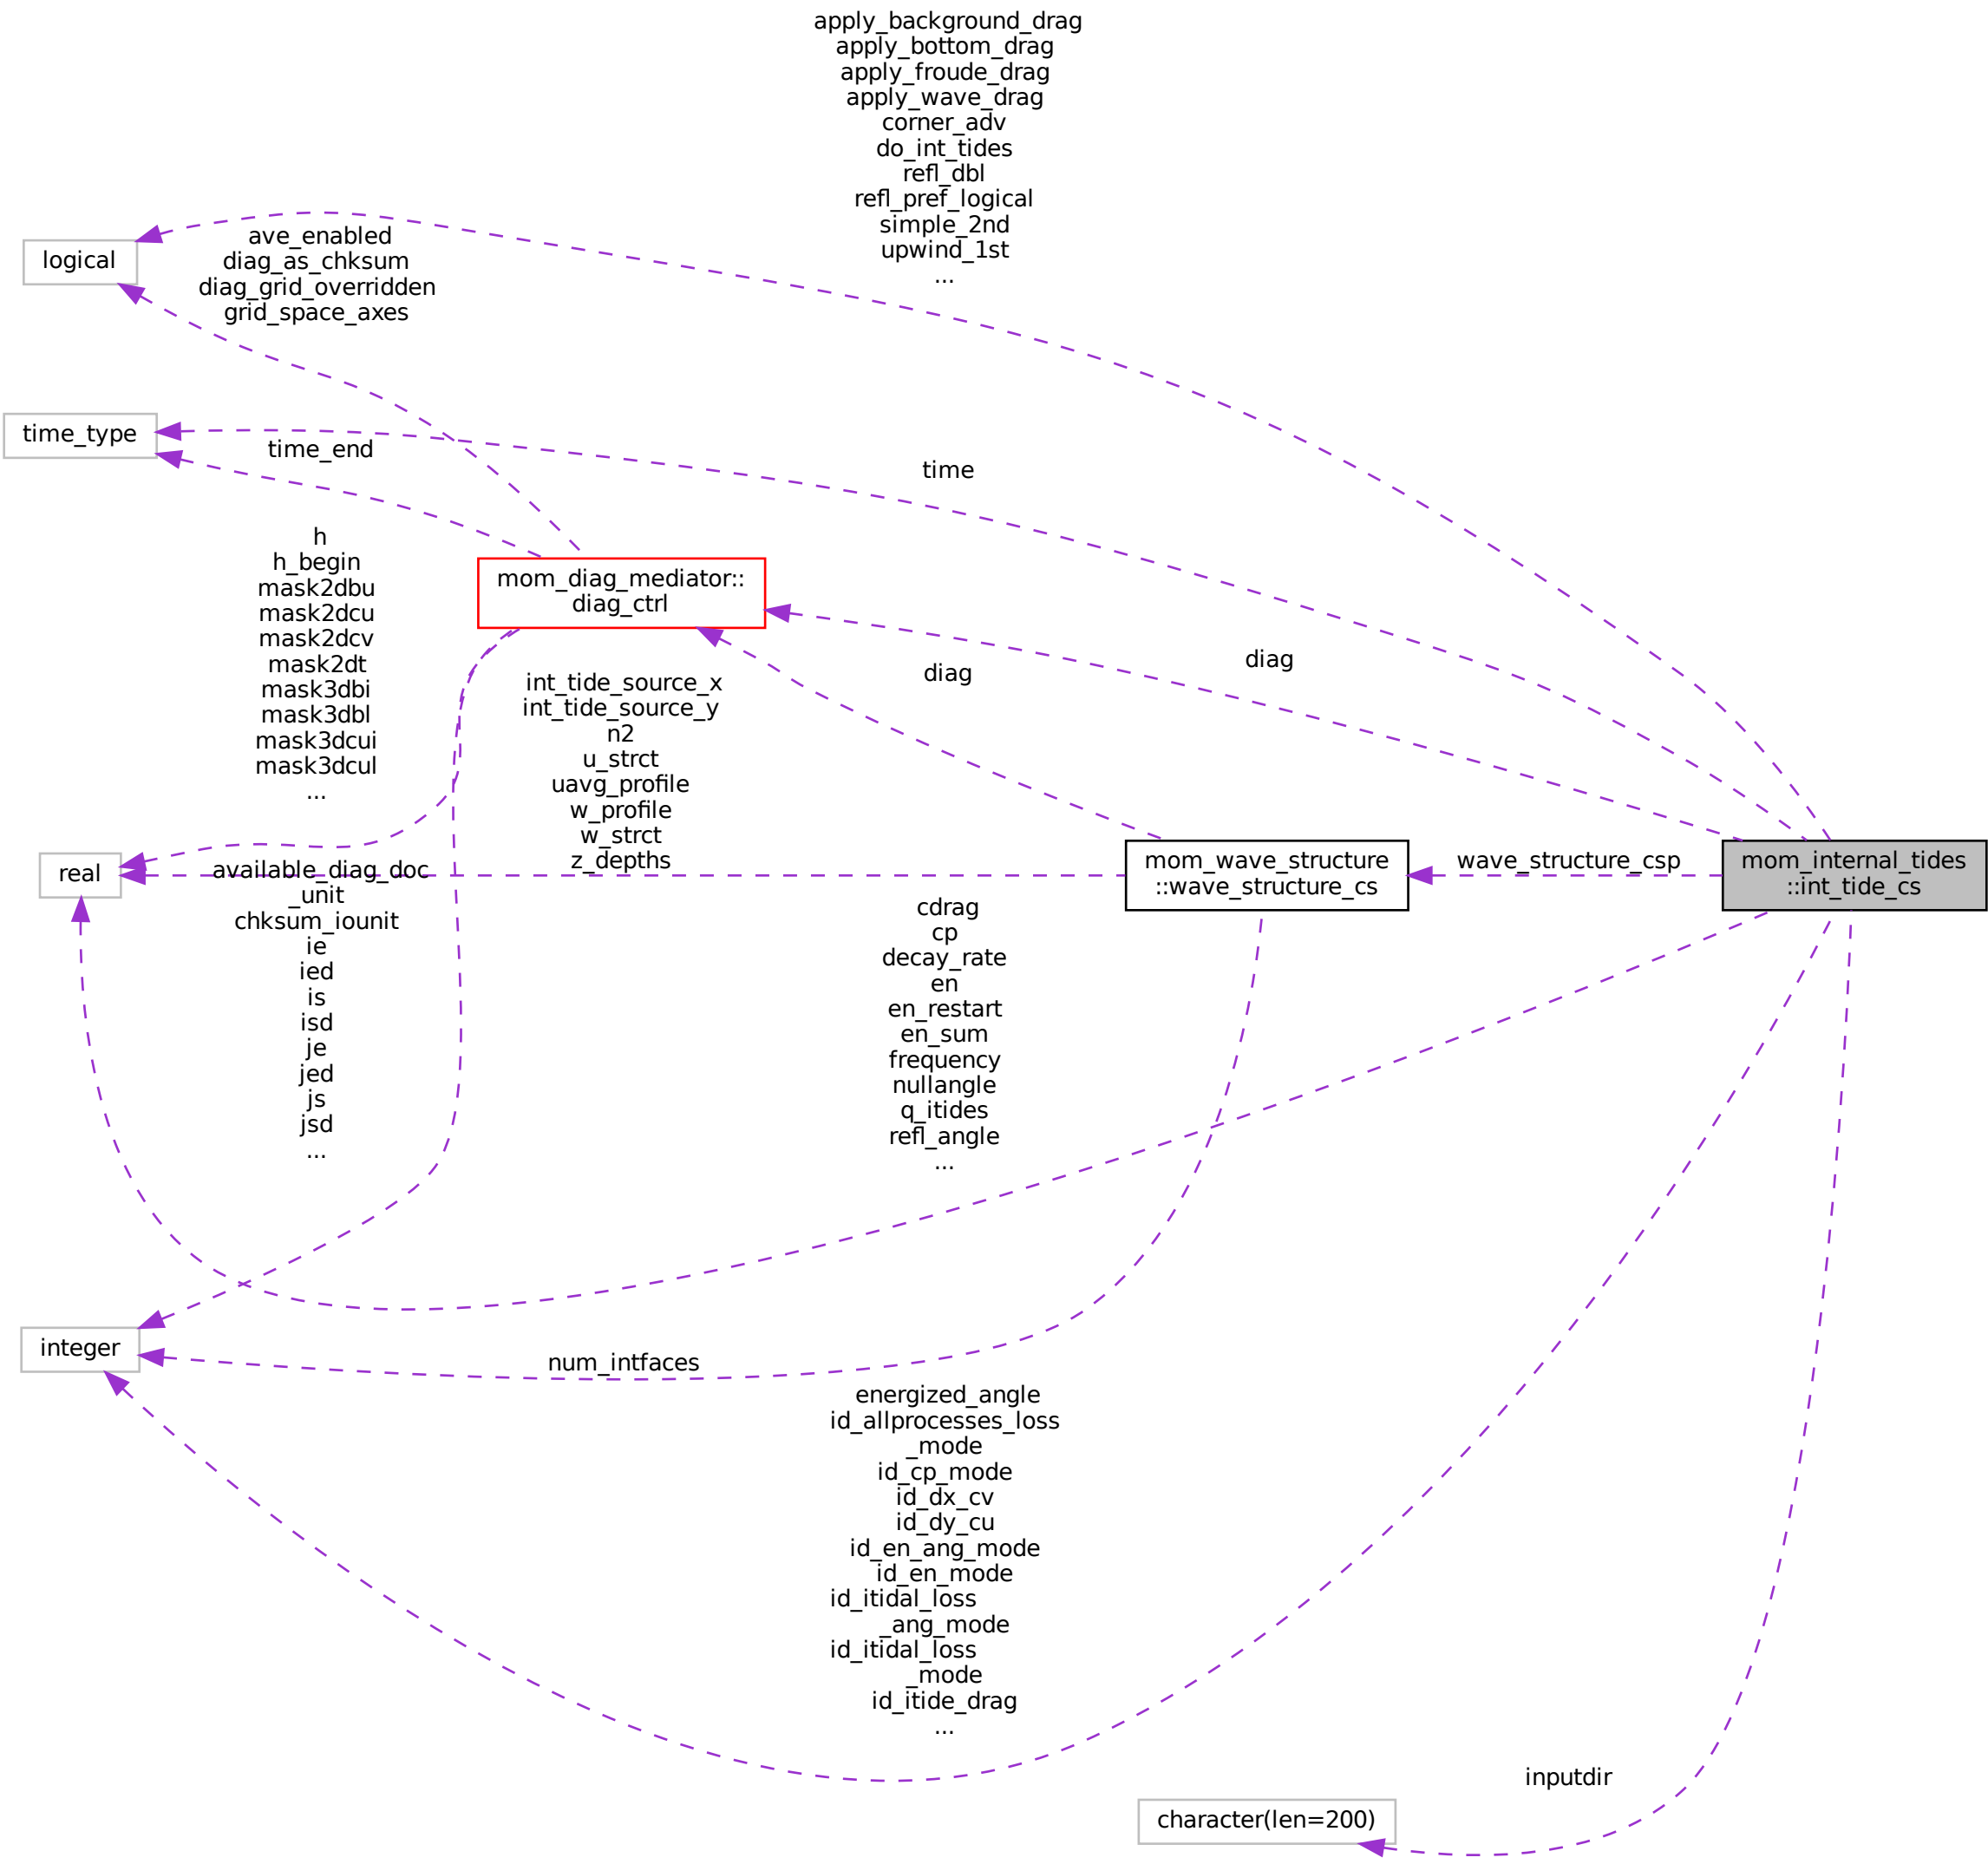 apply_background_drag
apply_bottom_drag
apply_froude_drag
apply_wave_drag
corner_adv
do_int_tides
refl_dbl
refl_pref_logical
simple_2nd
upwind_1st
...
logical
ave_enabled
diag_as_chksum
diag_grid_overridden
grid_space_axes
time_type
time_end
time
h
h_begin
mask2dbu
mask2dcu
mask2dcv
mask2dt
mask3dbi
mask3dbl
mask3dcui
mask3dcul
...
mom_diag_mediator::
diag_ctrl
diag
diag
int_tide_source_x
int_tide_source_y
n2
u_strct
uavg_profile
w_profile
w_strct
z_depths
real
mom_wave_structure
::wave_structure_cs
wave_structure_csp
mom_internal_tides
::int_tide_cs
available_diag_doc
_unit
chksum_iounit
ie
ied
is
isd
je
jed
js
jsd
...
cdrag
cp
decay_rate
en
en_restart
en_sum
frequency
nullangle
q_itides
refl_angle
...
integer
num_intfaces
energized_angle
id_allprocesses_loss
_mode
id_cp_mode
id_dx_cv
id_dy_cu
id_en_ang_mode
id_en_mode
id_itidal_loss
_ang_mode
id_itidal_loss
_mode
id_itide_drag
...
inputdir
character(len=200)